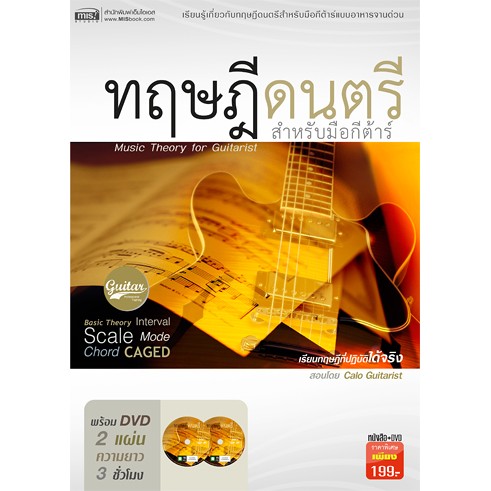 mis
สำนักพิมพ์เอ็มไอเอส
www.MISbook.com
เรียนรู้เกี่ยวกับทฤษฎีดนตรีสำหรับมือกีต้าร์แบบอาหารจานด่วน
ทฤษฎีดนตรี
สำหรับมือกีต้าร์
Music Theory for Guitarist
Guitar
Basic Theory Interval
Scale Mode
Chord CAGED
เรียนทฤษฎีที่ปฏิบัติได้จริง
สอนโดย Calo Guitarist
พร้อม DVD
2 แผ่น
ความยาว
3 ชั่วโมง
หนังสือ+DVD
ราคาพิเศษ
เพียง
199.-